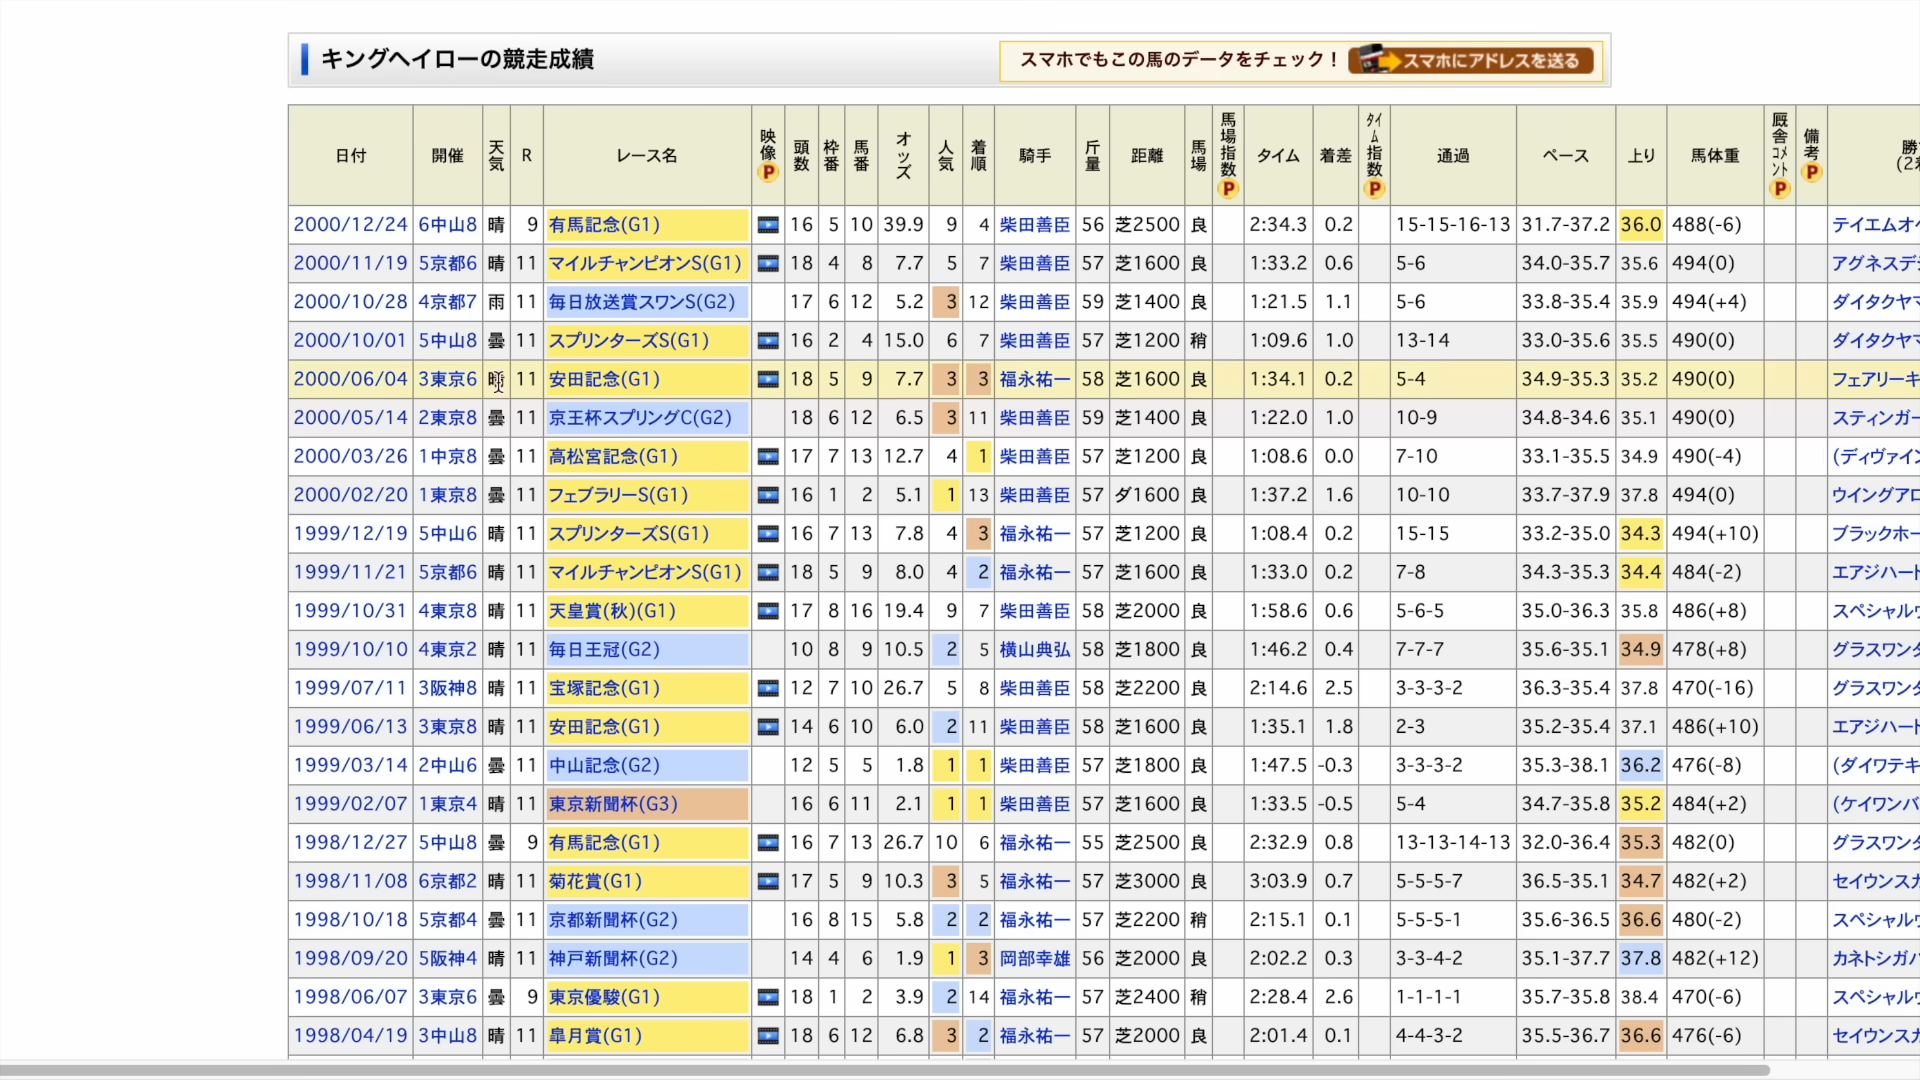 キングヘイローの競走成績
スマホでもこの馬のデータをチェック！ スマホにアドレスを送る
日付 開催 天気 R レース名 映像P 頭数 枠番 馬番 オッズ 人気 着順 騎手 斤量 距離 馬場 馬場指数P タイム 着差 タイム指数P 通過 ペース 上り 馬体重 厩舎コメントP 備考P
2000/12/24 6中山8 晴 9 有馬記念(G1) 16 5 10 39.9 9 4 柴田善臣 56 芝2500 良 2:34.3 0.2 15-15-16-13 31.7-37.2 36.0 488(-6) テイエムオ
2000/11/19 5京都6 晴 11 マイルチャンピオンS(G1) 18 4 8 7.7 5 7 柴田善臣 57 芝1600 良 1:33.2 0.6 5-6 34.0-35.7 35.6 494(0) アグネスデ
2000/10/28 4京都7 雨 11 毎日放送賞スワンS(G2) 17 6 12 5.2 3 12 柴田善臣 59 芝1400 良 1:21.5 1.1 5-6 33.8-35.4 35.9 494(+4) ダイタクヤ
2000/10/01 5中山8 曇 11 スプリンターズS(G1) 16 2 4 15.0 6 7 柴田善臣 57 芝1200 稍 1:09.6 1.0 13-14 33.0-35.6 35.5 490(0) ダイタクヤ
2000/06/04 3東京6 晴 11 安田記念(G1) 18 5 9 7.7 3 3 福永祐一 58 芝1600 良 1:34.1 0.2 5-4 34.9-35.3 35.2 490(0) フェアリーキ
2000/05/14 2東京8 曇 11 京王杯スプリングC(G2) 18 6 12 6.5 3 11 柴田善臣 59 芝1400 良 1:22.0 1.0 10-9 34.8-34.6 35.1 490(0) スティンガー
2000/03/26 1中京8 曇 11 高松宮記念(G1) 17 7 13 12.7 4 1 柴田善臣 57 芝1200 良 1:08.6 0.0 7-10 33.1-35.5 34.9 490(-4) (ディヴァイン
2000/02/20 1東京8 曇 11 フェブラリーS(G1) 16 1 2 5.1 1 13 柴田善臣 57 ダ1600 良 1:37.2 1.6 10-10 33.7-37.9 37.8 494(0) ウイングアロ
1999/12/19 5中山6 晴 11 スプリンターズS(G1) 16 7 13 7.8 4 3 福永祐一 57 芝1200 良 1:08.4 0.2 15-15 33.2-35.0 34.3 494(+10) ブラックホー
1999/11/21 5京都6 晴 11 マイルチャンピオンS(G1) 18 5 9 8.0 4 2 福永祐一 57 芝1600 良 1:33.0 0.2 7-8 34.3-35.3 34.4 484(-2) エアジハード
1999/10/31 4東京8 晴 11 天皇賞(秋)(G1) 17 8 16 19.4 9 7 柴田善臣 58 芝2000 良 1:58.6 0.6 5-6-5 35.0-36.3 35.8 486(+8) スペシャル
1999/10/10 4東京2 晴 11 毎日王冠(G2) 10 8 9 10.5 2 5 横山典弘 58 芝1800 良 1:46.2 0.4 7-7-7 35.6-35.1 34.9 478(+8) グラスワン
1999/07/11 3阪神8 晴 11 宝塚記念(G1) 12 7 10 26.7 5 8 柴田善臣 58 芝2200 良 2:14.6 2.5 3-3-3-2 36.3-35.4 37.8 470(-16) グラスワン
1999/06/13 3東京8 晴 11 安田記念(G1) 14 6 10 6.0 2 11 柴田善臣 58 芝1600 良 1:35.1 1.8 2-3 35.2-35.4 37.1 486(+10) エアジハード
1999/03/14 2中山6 曇 11 中山記念(G2) 12 5 5 1.8 1 1 柴田善臣 57 芝1800 良 1:47.5 -0.3 3-3-3-2 35.3-38.1 36.2 476(-8) (ダイワテキ
1999/02/07 1東京4 晴 11 東京新聞杯(G3) 16 6 11 2.1 1 1 柴田善臣 57 芝1600 良 1:33.5 -0.5 5-4 34.7-35.8 35.2 484(+2) (ケイワンバ
1998/12/27 5中山8 曇 9 有馬記念(G1) 16 7 13 26.7 10 6 福永祐一 55 芝2500 良 2:32.9 0.8 13-13-14-13 32.0-36.4 35.3 482(0) グラスワン
1998/11/08 6京都2 晴 11 菊花賞(G1) 17 5 9 10.3 3 5 福永祐一 57 芝3000 良 3:03.9 0.7 5-5-5-7 36.5-35.1 34.7 482(+2) セイウンスカ
1998/10/18 5京都4 曇 11 京都新聞杯(G2) 16 8 15 5.8 2 2 福永祐一 57 芝2200 稍 2:15.1 0.1 5-5-5-1 35.6-36.5 36.6 480(-2) スペシャル
1998/09/20 5阪神4 晴 11 神戸新聞杯(G2) 14 4 6 1.9 1 3 岡部幸雄 56 芝2000 良 2:02.2 0.3 3-3-4-2 35.1-37.7 37.8 482(+12) カネトシガバ
1998/06/07 3東京6 曇 9 東京優駿(G1) 18 1 2 3.9 2 14 福永祐一 57 芝2400 稍 2:28.4 2.6 1-1-1-1 35.7-35.8 38.4 470(-6) スペシャル
1998/04/19 3中山8 晴 11 皐月賞(G1) 18 6 12 6.8 3 2 福永祐一 57 芝2000 良 2:01.4 0.1 4-4-3-2 35.5-36.7 36.6 476(-6) セイウンスカ